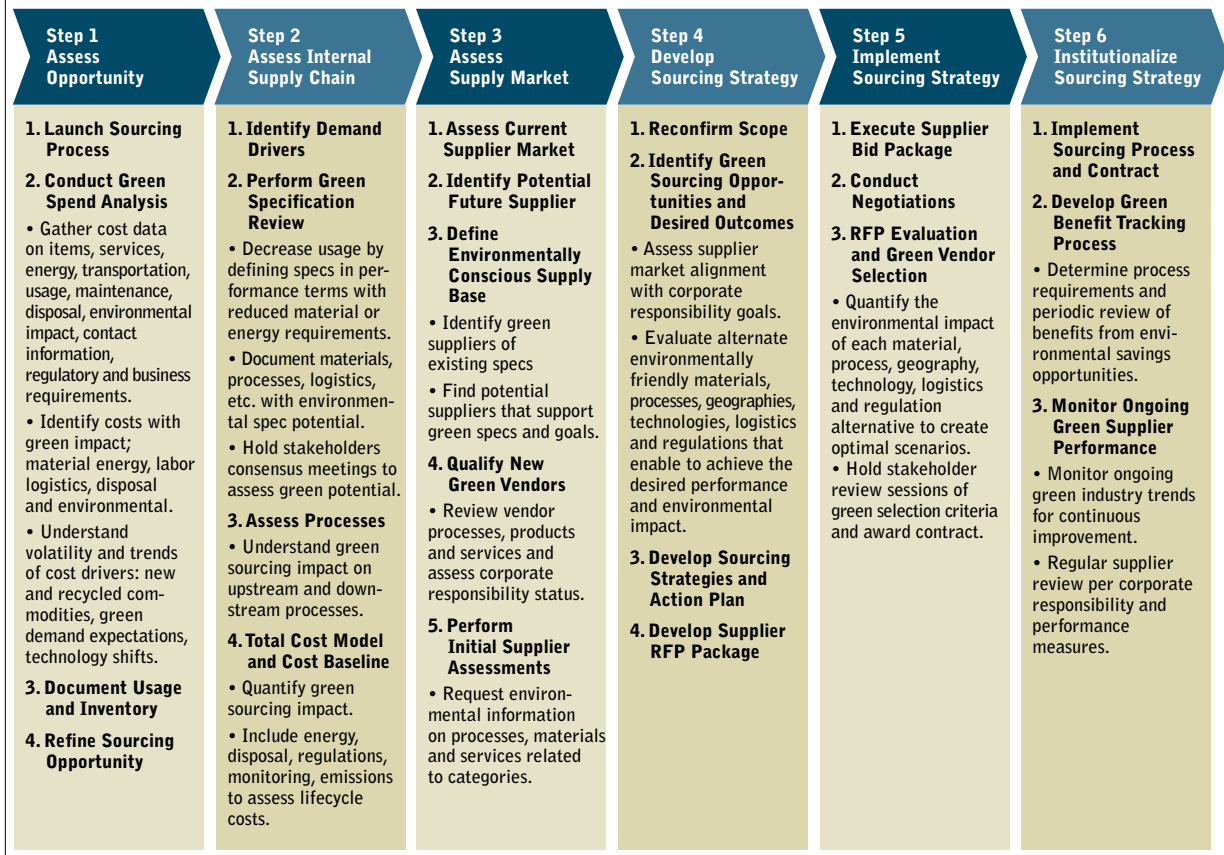 Step 1
Assess
Opportunity
1. Launch Sourcing
Process
2. Conduct Green
Spend Analysis
• Gather cost data
on items, services,
energy, transportation,
usage, maintenance,
disposal, environmental
impact, contact
information,
regulatory and business
requirements.
• Identify costs with
green impact;
material energy, labor
logistics, disposal
and environmental.
• Understand
volatility and trends
of cost drivers: new
and recycled com-
modities, green
demand expectations,
technology shifts.
3. Document Usage
and Inventory
4. Refine Sourcing
Opportunity
Step 2
Assess Internal
Supply Chain
1. Identify Demand
Drivers
2. Perform Green
Specification
Review
• Decrease usage by
defining specs in per-
formance terms with
reduced material or
energy requirements.
• Document materials,
processes, logistics,
etc. with environmen-
tal spec potential.
• Hold stakeholders
consensus meetings to
assess green potential.
3. Assess Processes
• Understand green
sourcing impact on
upstream and down-
stream processes.
4. Total Cost Model
and Cost Baseline
• Quantify green
sourcing impact.
• Include energy,
disposal, regulations,
monitoring, emissions
to assess lifecycle
costs.
Step 3
Assess
Supply Market
1. Assess Current
Supplier Market
2. Identify Potential
Future Supplier
3. Define
Environmentally
Conscious Supply
Base
• Identify green
suppliers of
existing specs
• Find potential
suppliers that support
green specs and goals.
4. Qualify New
Green Vendors
• Review vendor
processes, products
and services and
assess corporate
responsibility status.
5. Perform
Initial Supplier
Assessments
• Request environ-
mental information
on processes, materials
and services related
to categories.
Step 4
Develop
Sourcing Strategy
1. Reconfirm Scope
2. Identify Green
Sourcing Oppor-
tunities and
Desired Outcomes
• Assess supplier
market alignment
with corporate
responsibility goals.
• Evaluate alternate
environmentally
friendly materials,
processes, geographies,
technologies, logistics
and regulations that
enable to achieve the
desired performance
and environmental
impact.
3. Develop Sourcing
Strategies and
Action Plan
4. Develop Supplier
RFP Package
Step 5
Implement
Sourcing Strategy
1. Execute Supplier
Bid Package
2. Conduct
Negotiations
3. RFP Evaluation
and Green Vendor
Selection
• Quantify the
environmental impact
of each material,
process, geography,
technology, logistics
and regulation
alternative to create
optimal scenarios.
• Hold stakeholder
review sessions of
green selection criteria
and award contract.
Step 6
Institutionalize
Sourcing Strategy
1. Implement
Sourcing Process
and Contract
2. Develop Green
Benefit Tracking
Process
• Determine process
requirements and
periodic review of
benefits from envi-
ronmental savings
opportunities.
3. Monitor Ongoing
Green Supplier
Performance
• Monitor ongoing
green industry trends
for continuous
improvement.
• Regular supplier
review per corporate
responsibility and
performance
measures.